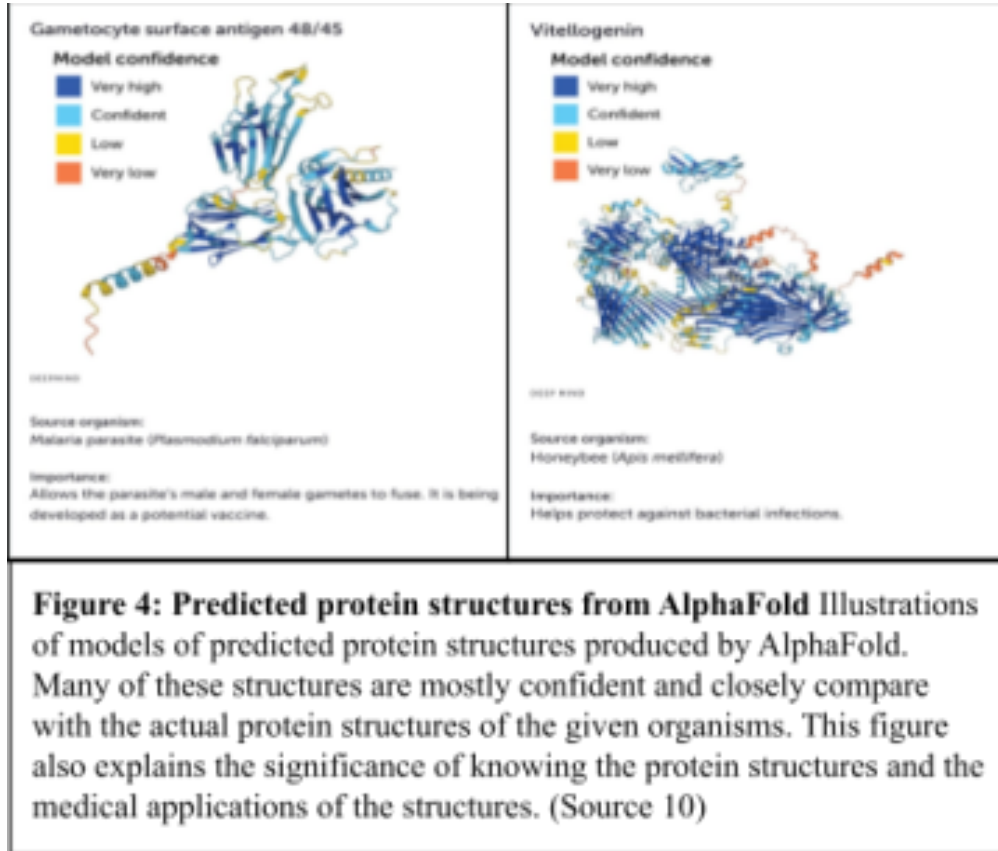 Gametocyte surface antigen 48/45
Model confidence
Very high
Confident
Low
Very low
DEEPMIND
Source organism:
Malaria parasite (Plasmodium falciparum)
Importance:
Allows the parasite's male and female gametes to fuse. It is being
developed as a potential vaccine.
Vitellogenin
Model confidence
Very high
Confident
Low
Very low
DEEP MIND
Source organism:
Honeybee (Apis mellifera)
Importance:
Helps protect against bacterial infections.
Figure 4: Predicted protein structures from AlphaFold Illustrations
of models of predicted protein structures produced by AlphaFold.
Many of these structures are mostly confident and closely compare
with the actual protein structures of the given organisms. This figure
also explains the significance of knowing the protein structures and the
medical applications of the structures. (Source 10)